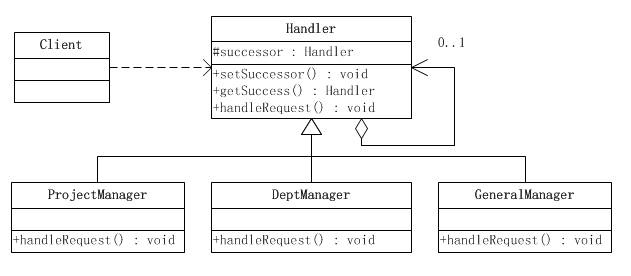 Handler
Client
#successor : Handler
0..1
+setSuccessor() : void
+getSuccess() : Handler
+handleRequest() : void
ProjectManager
DeptManager
GeneralManager
+handleRequest() : void
+handleRequest() : void
+handleRequest() : void